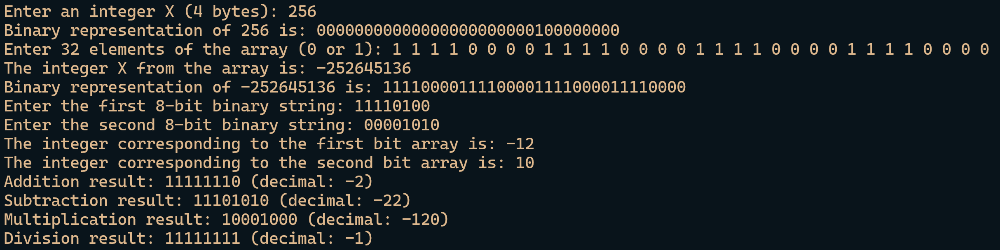 Enter an integer X (4 bytes): 256
Binary representation of 256 is: 00000000000000000000000100000000
Enter 32 elements of the array (0 or 1): 1 1 1 1 0 0 0 0 1 1 1 1 0 0 0 0 1 1 1 1 0 0 0 0 1 1 1 1 0 0 0 0
The integer X from the array is: -252645136
Binary representation of -252645136 is: 11110000111100001111000011110000
Enter the first 8-bit binary string: 11110100
Enter the second 8-bit binary string: 00001010
The integer corresponding to the first bit array is: -12
The integer corresponding to the second bit array is: 10
Addition result: 11111110 (decimal: -2)
Subtraction result: 11101010 (decimal: -22)
Multiplication result: 10001000 (decimal: -120)
Division result: 11111111 (decimal: -1)